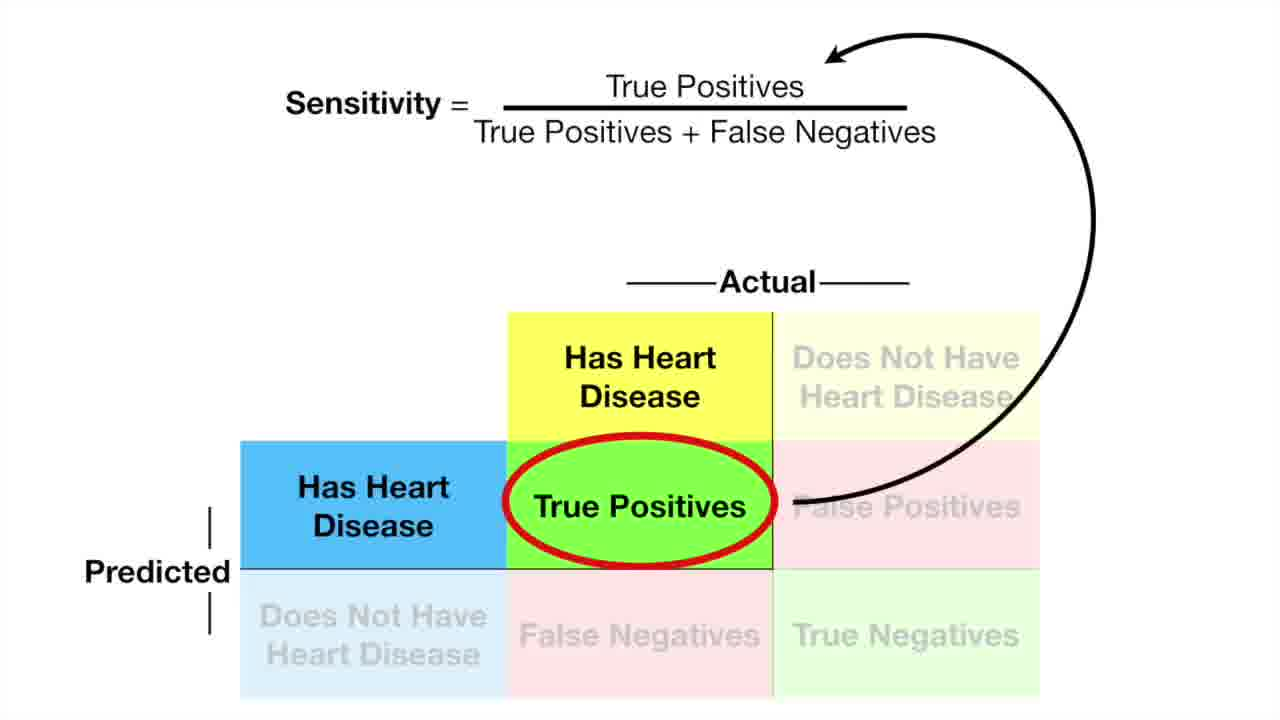 True Positives
Sensitivity =
True Positives + False Negatives
Actual
Has Heart
Disease
Does Not Have
Heart Disease
Has Heart
Disease
True Positives
False Positives
Predicted
Does Not Have
Heart Disease
False Negatives
True Negatives